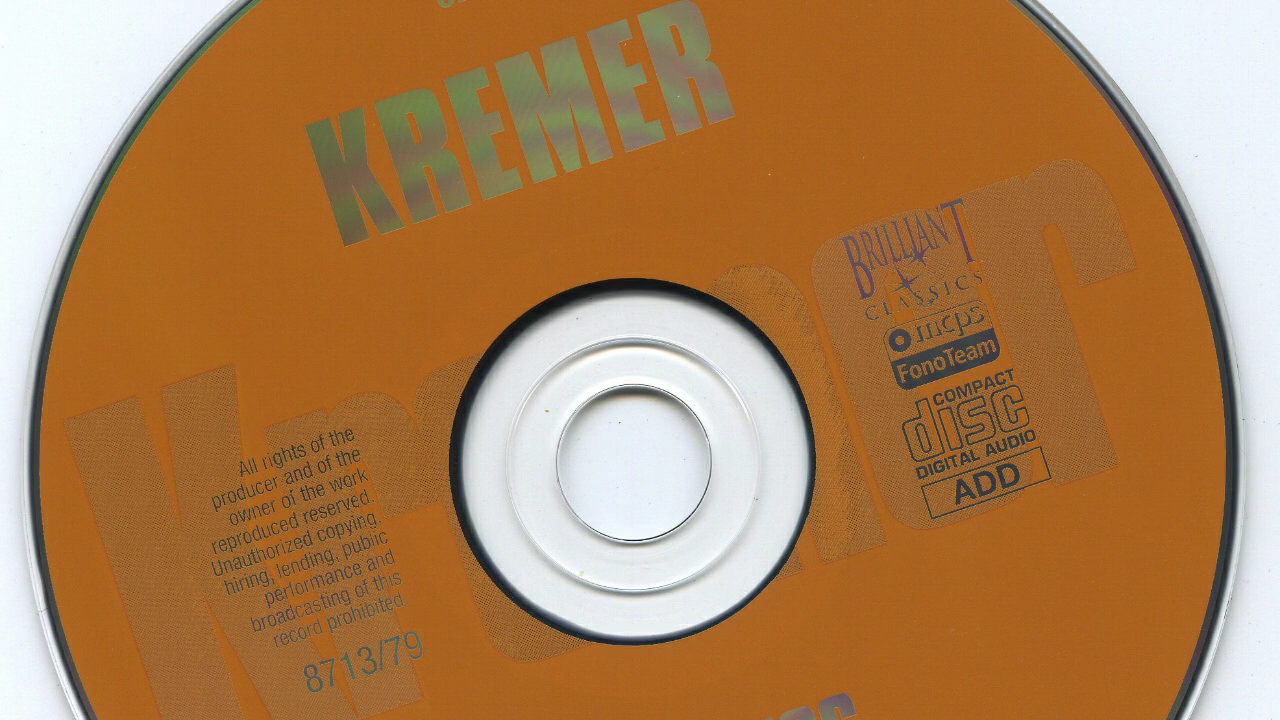 KREMER
Kremer
BRILLIANT
CLASSICS
mcps
FonoTeam
COMPACT
disc
DIGITAL AUDIO
ADD
All rights of the
producer and of the
owner of the work
reproduced reserved.
Unauthorized copying,
hiring, lending, public
performance and
broadcasting of this
record prohibited
8713/79